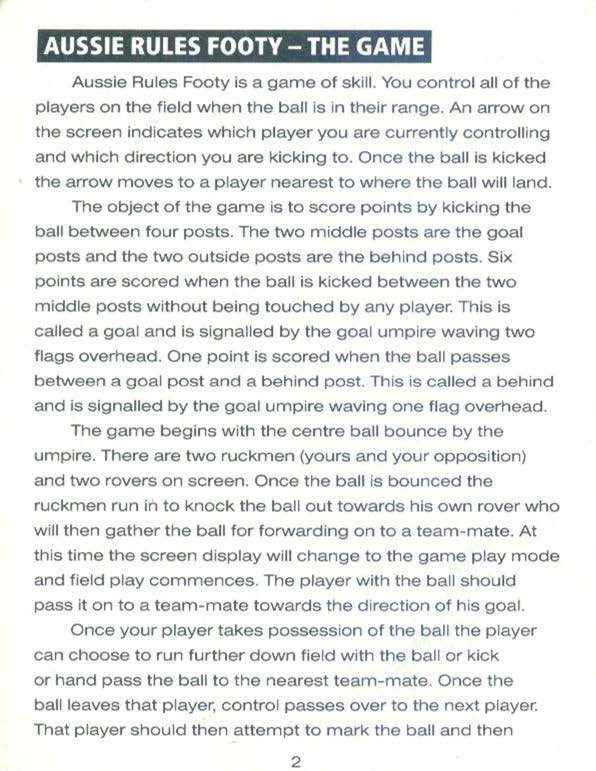 AUSSIE RULES FOOTY – THE GAME
Aussie Rules Footy is a game of skill. You control all of the
players on the field when the ball is in their range. An arrow on
the screen indicates which player you are currently controlling
and which direction you are kicking to. Once the ball is kicked
the arrow moves to a player nearest to where the ball will land.
The object of the game is to score points by kicking the
ball between four posts. The two middle posts are the goal
posts and the two outside posts are the behind posts. Six
points are scored when the ball is kicked between the two
middle posts without being touched by any player. This is
called a goal and is signalled by the goal umpire waving two
flags overhead. One point is scored when the ball passes
between a goal post and a behind post. This is called a behind
and is signalled by the goal umpire waving one flag overhead.
The game begins with the centre ball bounce by the
umpire. There are two ruckmen (yours and your opposition)
and two rovers on screen. Once the ball is bounced the
ruckmen run in to knock the ball out towards his own rover who
will then gather the ball for forwarding on to a team-mate. At
this time the screen display will change to the game play mode
and field play commences. The player with the ball should
pass it on to a team-mate towards the direction of his goal.
Once your player takes possession of the ball the player
can choose to run further down field with the ball or kick
or hand pass the ball to the nearest team-mate. Once the
ball leaves that player, control passes over to the next player.
That player should then attempt to mark the ball and then
2